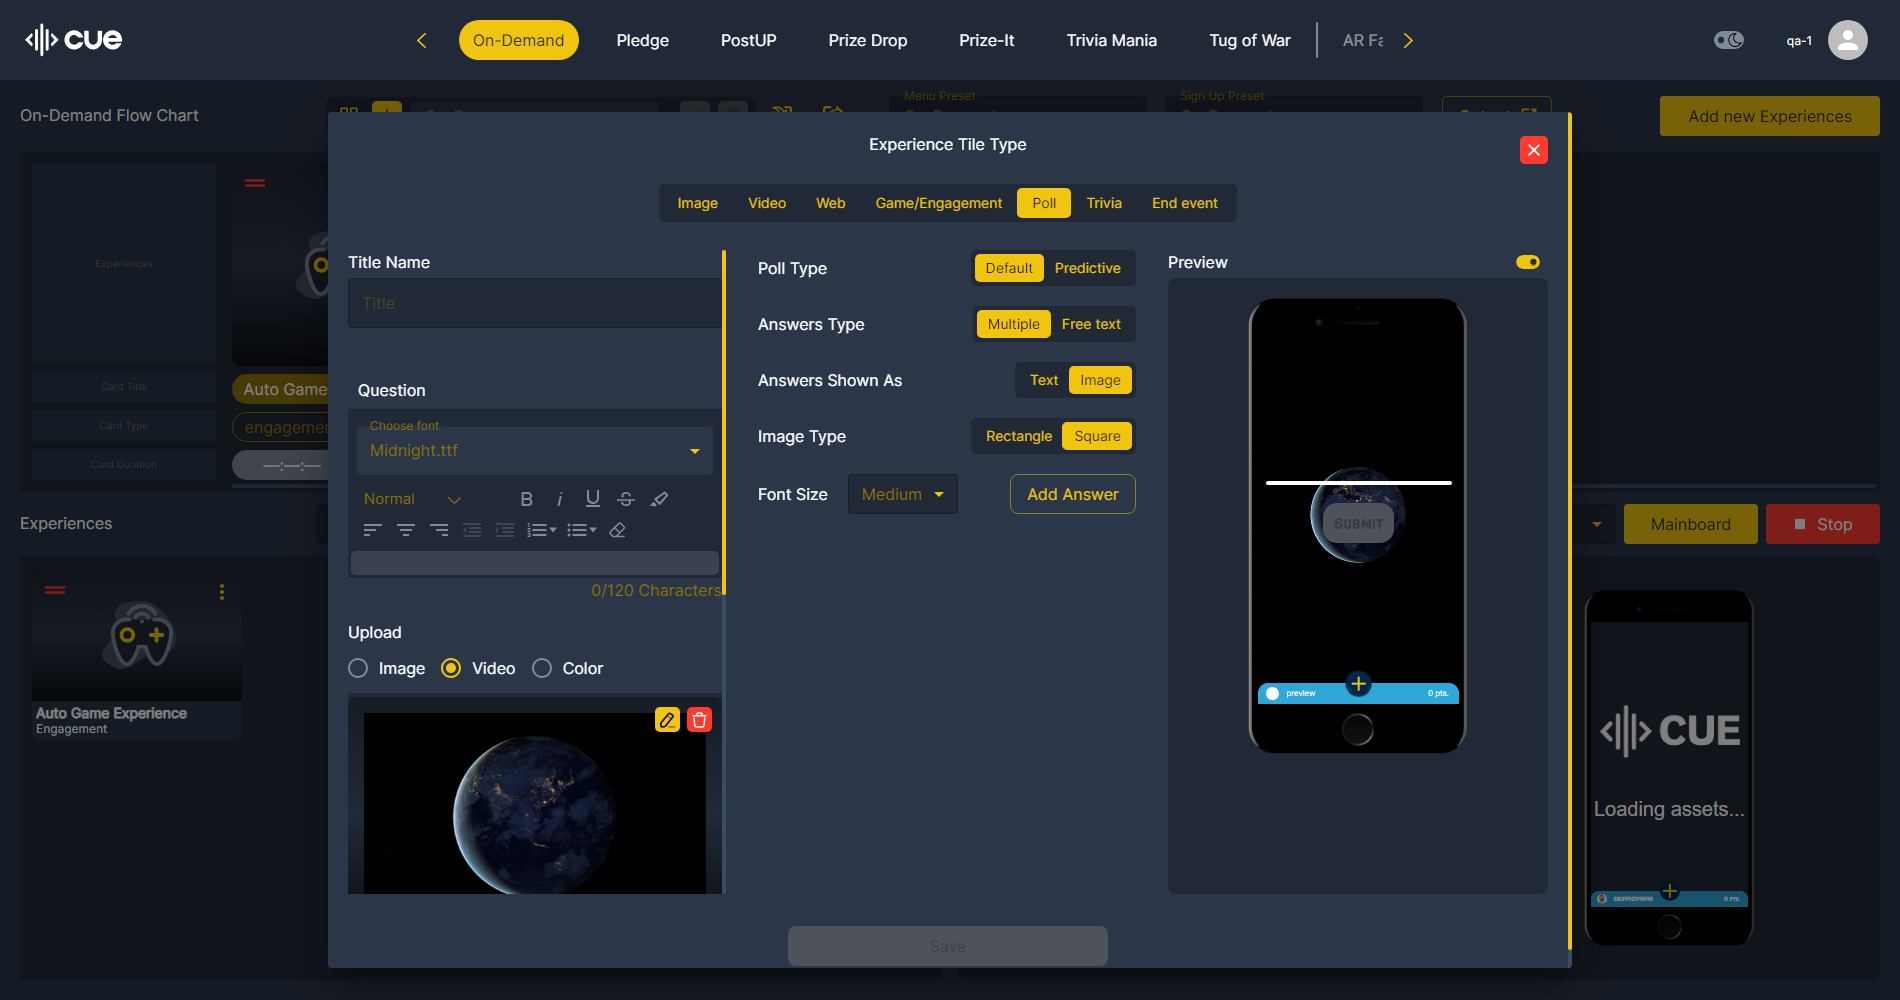 CUE
On-Demand
Pledge
PostUP
Prize Drop
Prize-It
Trivia Mania
Tug of War
AR Fa
qa-1
On-Demand Flow Chart
Menu Preset
Sign Up Preset
Add new Experiences
Experience Tile Type
Image
Video
Web
Game/Engagement
Poll
Trivia
End event
Experiences
Card Title
Card Type
Card Duration
Auto Game
engagemen
Title Name
Title
Question
Choose font
Midnight.ttf
Normal
0/120 Characters
Upload
Image
Video
Color
Poll Type
Default
Predictive
Answers Type
Multiple
Free text
Answers Shown As
Text
Image
Image Type
Rectangle
Square
Font Size
Medium
Add Answer
Preview
SUBMIT
preview
0 pts.
Save
Experiences
Mainboard
Stop
Auto Game Experience
Engagement
CUE
Loading assets...
0 PTS.